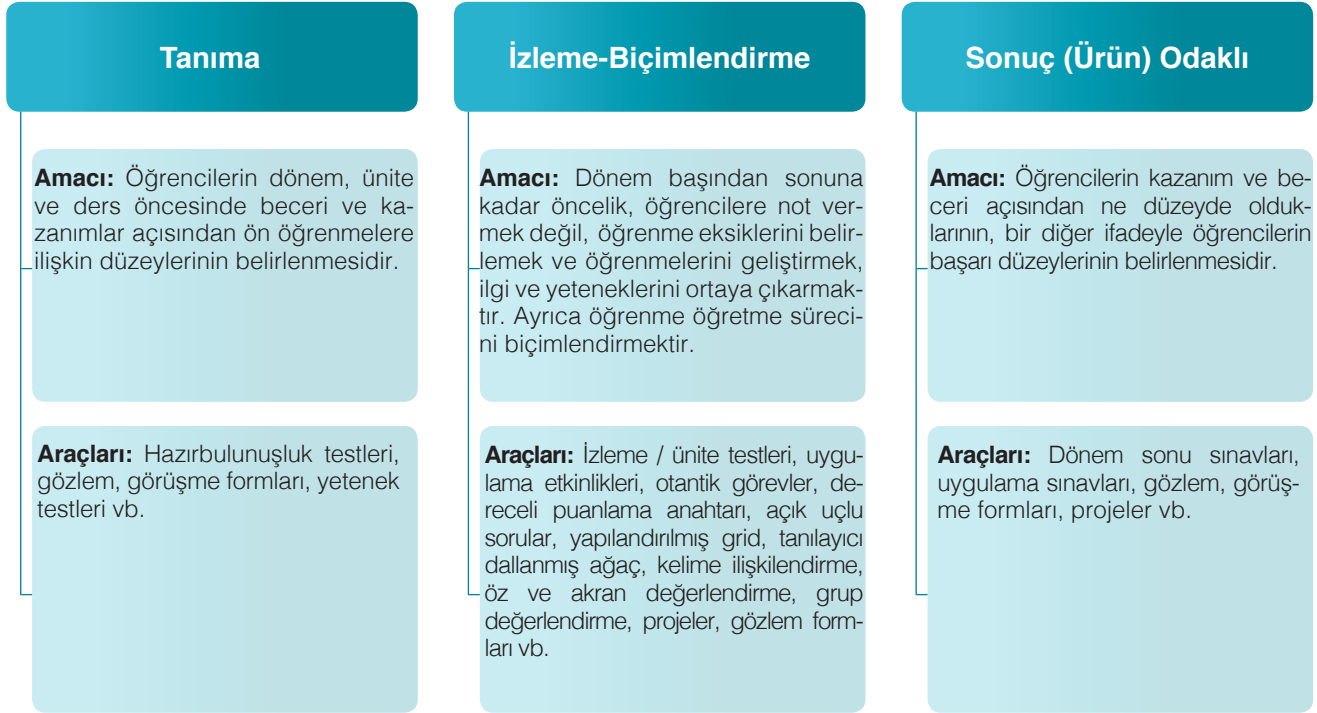 Tanıma
Amacı: Öğrencilerin dönem, ünite
ve ders öncesinde beceri ve ka-
zanımlar açısından ön öğrenmelere
ilişkin düzeylerinin belirlenmesidir.
Araçları: Hazırbulunuşluk testleri,
gözlem, görüşme formları, yetenek
testleri vb.
İzleme-Biçimlendirme
Amacı: Dönem başından sonuna
kadar öncelik, öğrencilere not ver-
mek değil, öğrenme eksiklerini belir-
lemek ve öğrenmelerini geliştirmek,
ilgi ve yeteneklerini ortaya çıkarmak-
tır. Ayrıca öğrenme öğretme süreci-
ni biçimlendirmektir.
Araçları: İzleme / ünite testleri, uygu-
lama etkinlikleri, otantik görevler, de-
receli puanlama anahtarı, açık uçlu
sorular, yapılandırılmış grid, tanılayıcı
dallanmış ağaç, kelime ilişkilendirme,
öz ve akran değerlendirme, grup
değerlendirme, projeler, gözlem form-
ları vb.
Sonuç (Ürün) Odaklı
Amacı: Öğrencilerin kazanım ve be-
ceri açısından ne düzeyde olduk-
larının, bir diğer ifadeyle öğrencilerin
başarı düzeylerinin belirlenmesidir.
Araçları: Dönem sonu sınavları,
uygulama sınavları, gözlem, görüş-
me formları, projeler vb.